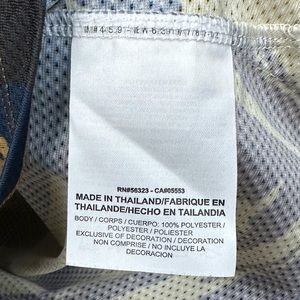 RN#56323 - CA#05553
MADE IN THAILAND/FABRIQUE EN
THAILANDE/HECHO EN TAILANDIA
BODY / CORPS / CUERPO: 100% POLYESTER
/ POLYESTER / POLIESTER
EXCLUSIVE OF DECORATION / DECORATION
NON COMPRISE / NO INCLUYE LA
DECORACION